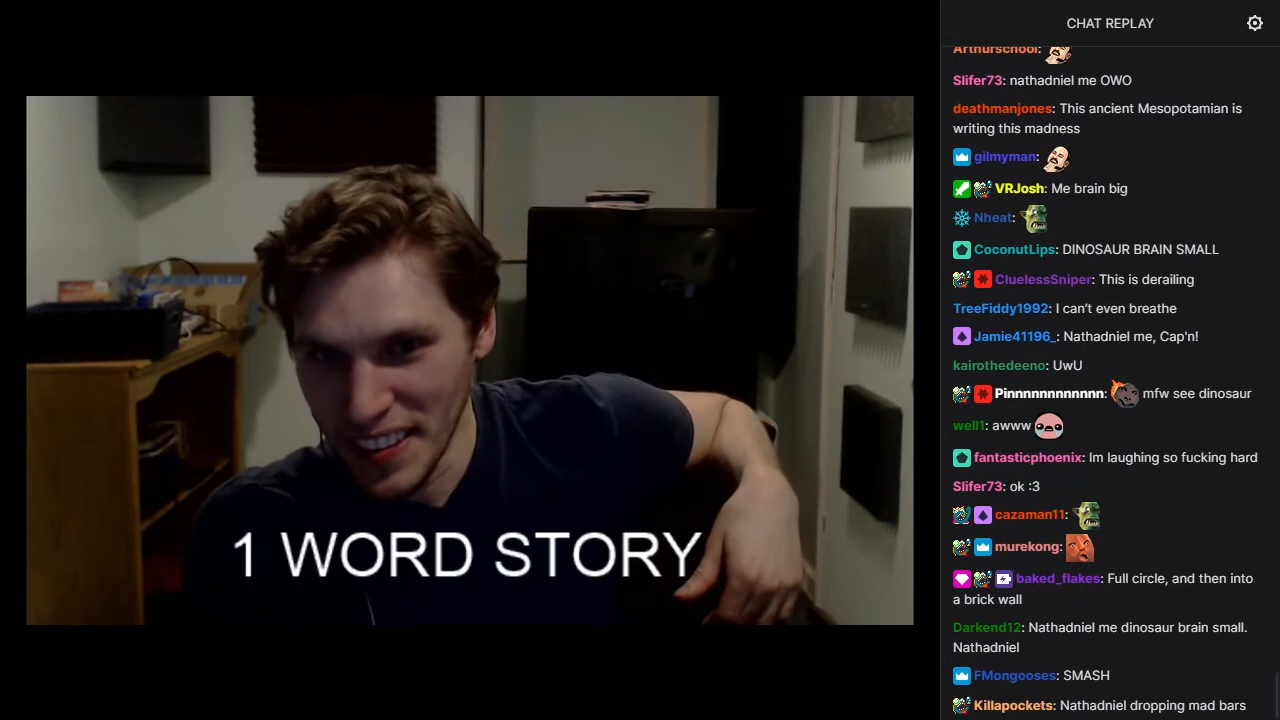 CHAT REPLAY
Arthurschool:
Slifer73: nathadniel me OWO
deathmanjones: This ancient Mesopotamian is
writing this madness
gilmyman:
VRJosh: Me brain big
Nheat:
CoconutLips: DINOSAUR BRAIN SMALL
CluelessSniper: This is derailing
TreeFiddy1992: I can't even breathe
Jamie41196_: Nathadniel me, Cap'n!
kairothedeeno: UwU
Pinnnnnnnnnnnn: mfw see dinosaur
well1: awww
fantasticphoenix: Im laughing so fucking hard
Slifer73: ok :3
cazaman11:
murekong:
baked_flakes: Full circle, and then into
a brick wall
Darkend12: Nathadniel me dinosaur brain small.
Nathadniel
FMongooses: SMASH
Killapockets: Nathadniel dropping mad bars
1 WORD STORY